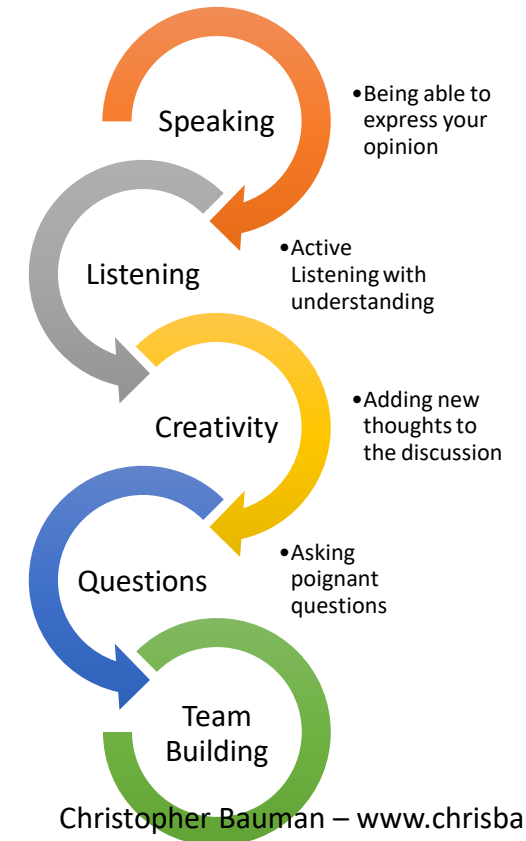 Speaking
•Being able to
express your
opinion
Listening
•Active
Listening with
understanding
Creativity
•Adding new
thoughts to
the discussion
Questions
•Asking
poignant
questions
Team
Building
Christopher Bauman – www.chrisba